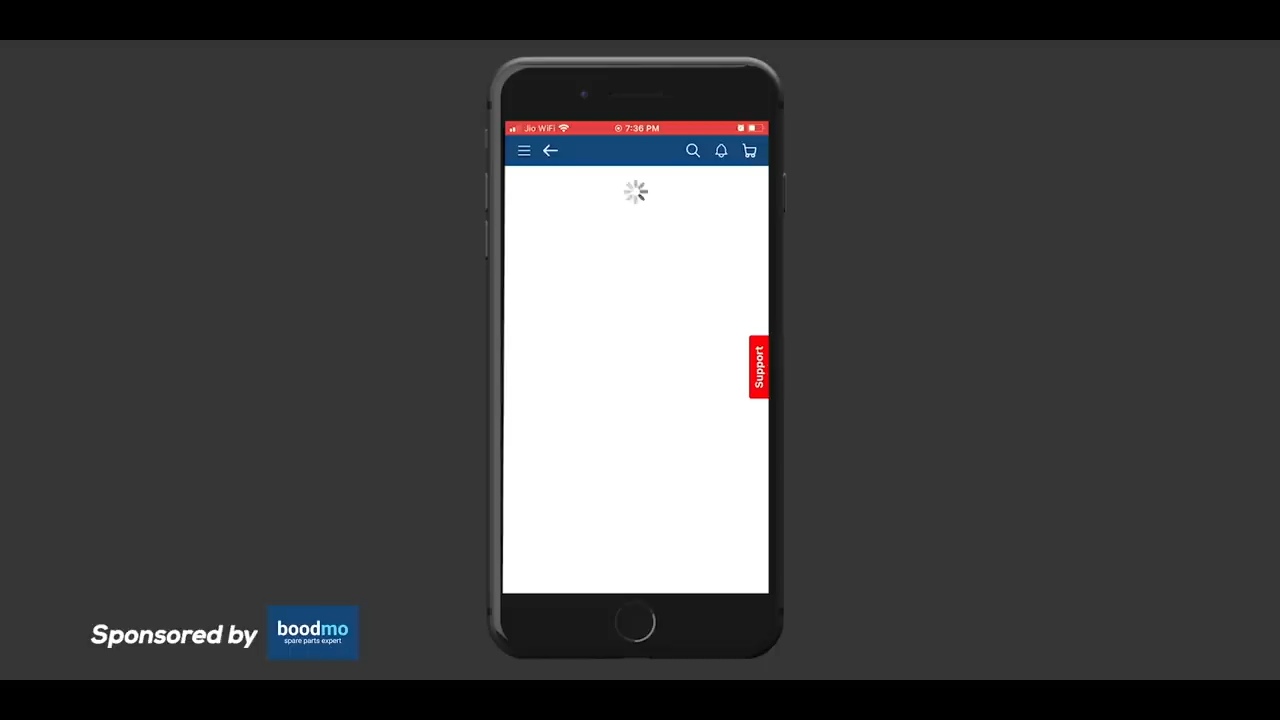 Jio WiFi
7:36 PM
Support
Sponsored by
boodmo
spare parts expert